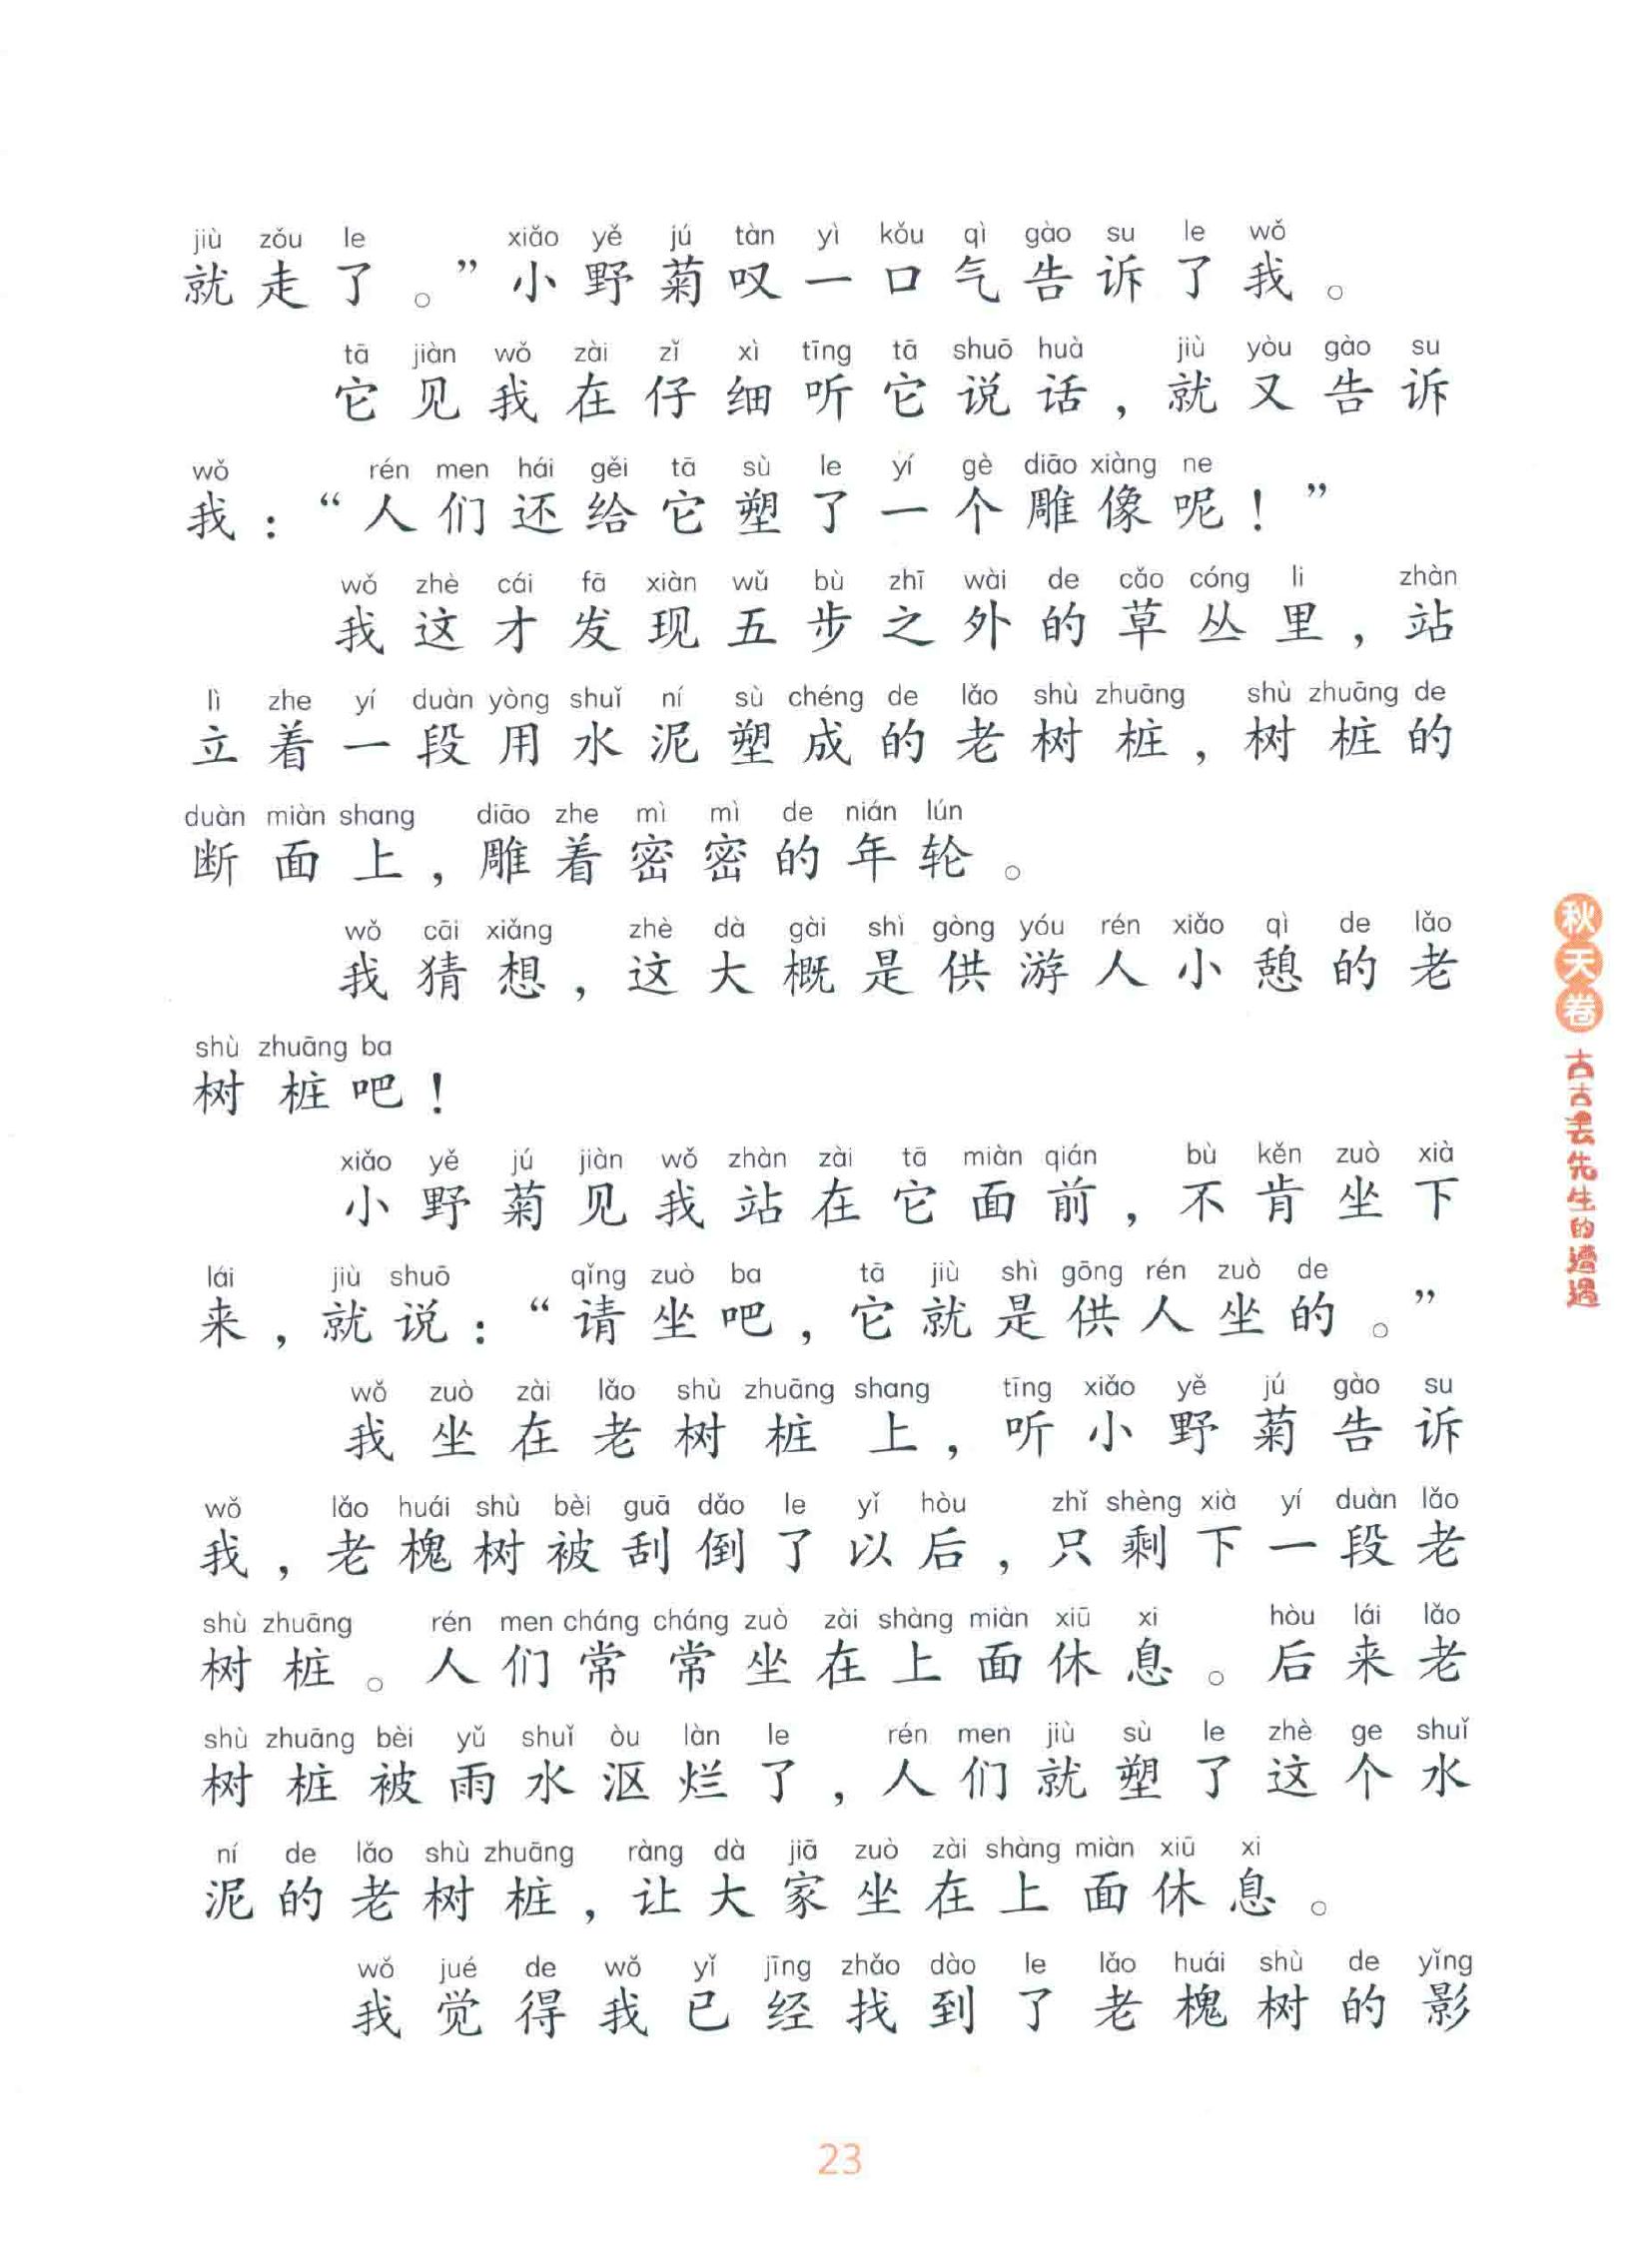 jiù zǒu le xiǎo yě jú tàn yì kǒu qì gào su le wǒ
就走了。”小野菊叹一口气告诉了我。
tā jiàn wǒ zài zǐ xì tīng tā shuō huà jiù yòu gào su
它见我在仔细听它说话，就又告诉
wǒ rén men hái gěi tā sù le yí gè diāo xiàng ne
我：“人们还给它塑了一个雕像呢！”
wǒ zhè cái fā xiàn wǔ bù zhī wài de cǎo cóng li zhàn
我这才发现五步之外的草丛里，站
lì zhe yí duàn yòng shuǐ ní sù chéng de lǎo shù zhuāng shù zhuāng de
立着一段用水泥塑成的老树桩，树桩的
duàn miàn shang diāo zhe mì mì de nián lún
断面上，雕着密密的年轮。
wǒ cāi xiǎng zhè dà gài shì gòng yóu rén xiǎo qì de lǎo
我猜想，这大概是供游人小憩的老
shù zhuāng ba
树桩吧！
xiǎo yě jú jiàn wǒ zhàn zài tā miàn qián bù kěn zuò xià
小野菊见我站在它面前，不肯坐下
lái jiù shuō qǐng zuò ba tā jiù shì gōng rén zuò de
来，就说：“请坐吧，它就是供人坐的。”
wǒ zuò zài lǎo shù zhuāng shang tīng xiǎo yě jú gào su
我坐在老树桩上，听小野菊告诉
wǒ lǎo huái shù bèi guā dǎo le yǐ hòu zhǐ shèng xià yí duàn lǎo
我，老槐树被刮倒了以后，只剩下一段老
shù zhuāng rén men cháng cháng zuò zài shàng miàn xiū xi hòu lái lǎo
树桩。人们常常坐在上面休息。后来老
shù zhuāng bèi yǔ shuǐ òu làn le rén men jiù sù le zhè ge shuǐ
树桩被雨水沤烂了，人们就塑了这个水
ní de lǎo shù zhuāng ràng dà jiā zuò zài shàng miàn xiū xi
泥的老树桩，让大家坐在上面休息。
wǒ jué de wǒ yǐ jīng zhǎo dào le lǎo huái shù de yǐng
我觉得我已经找到了老槐树的影
秋天卷
古古丢先生的遭遇
23